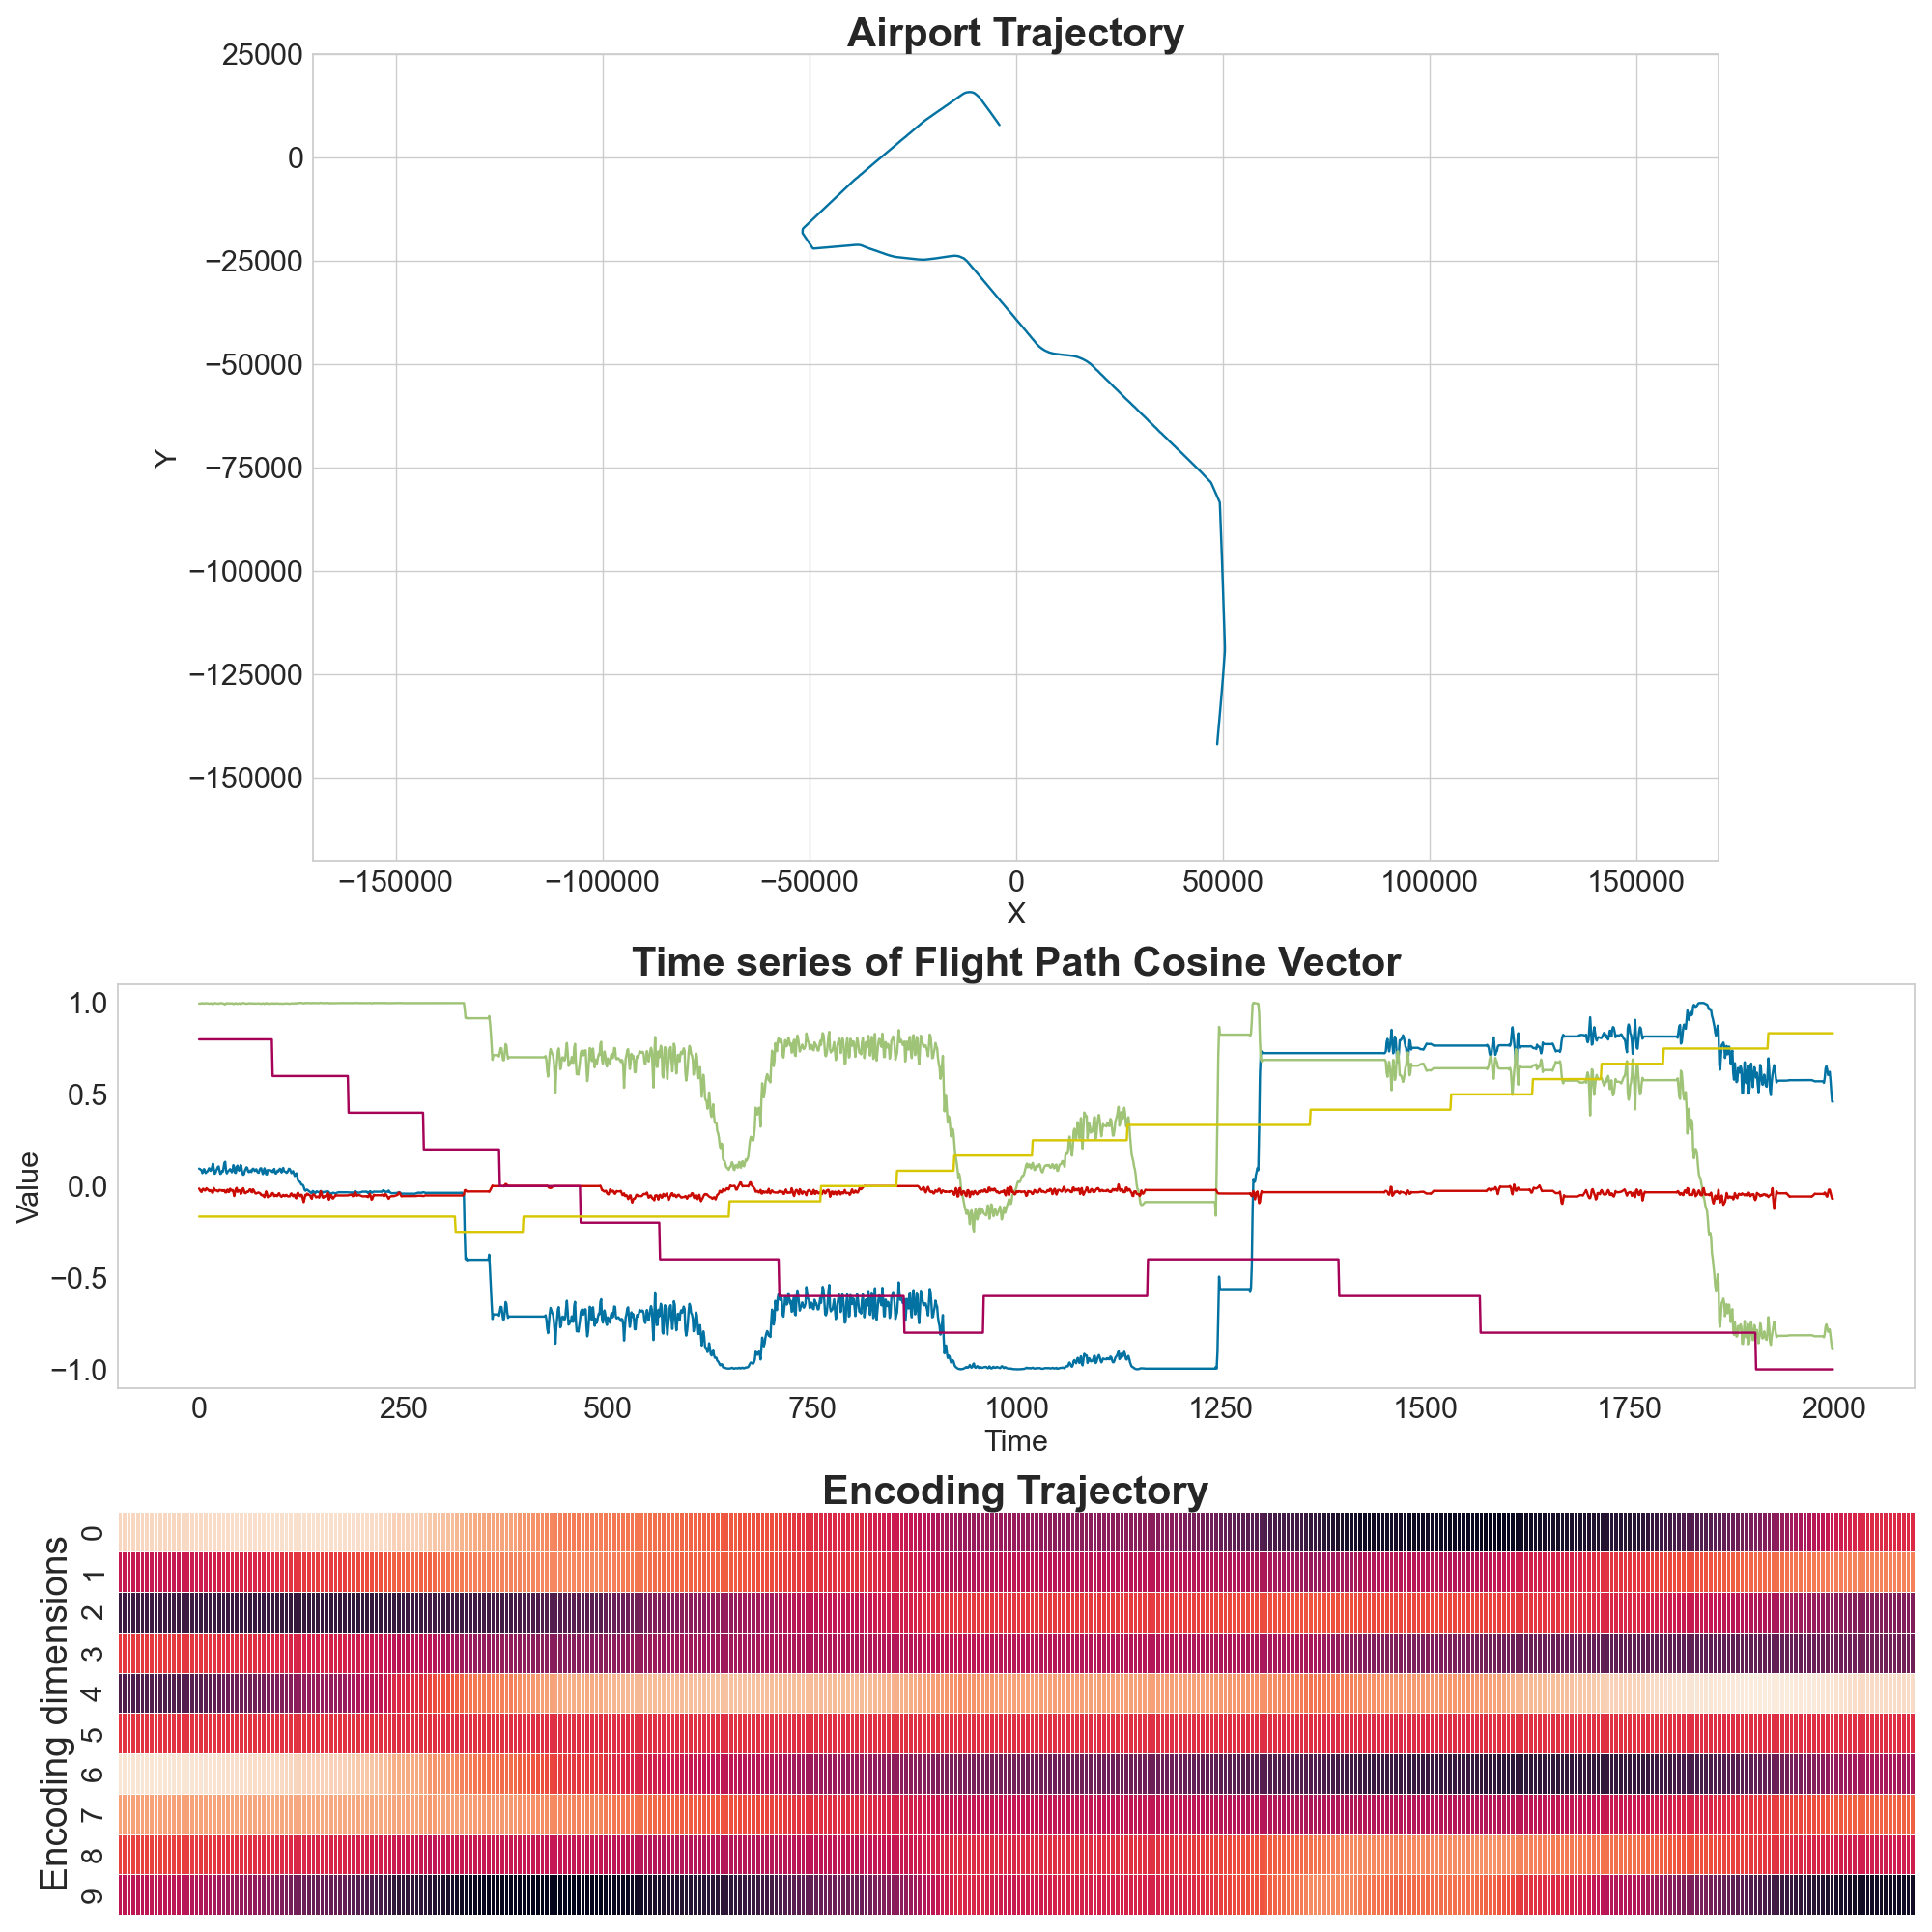 Airport Trajectory
25000
0
−25000
−50000
−75000
−100000
−125000
−150000
Y
−150000 −100000 −50000 0 50000 100000 150000
X
Time series of Flight Path Cosine Vector
1.0
0.5
0.0
−0.5
−1.0
Value
0 250 500 750 1000 1250 1500 1750 2000
Time
Encoding Trajectory
Encoding dimensions
0
1
2
3
4
5
6
7
8
9